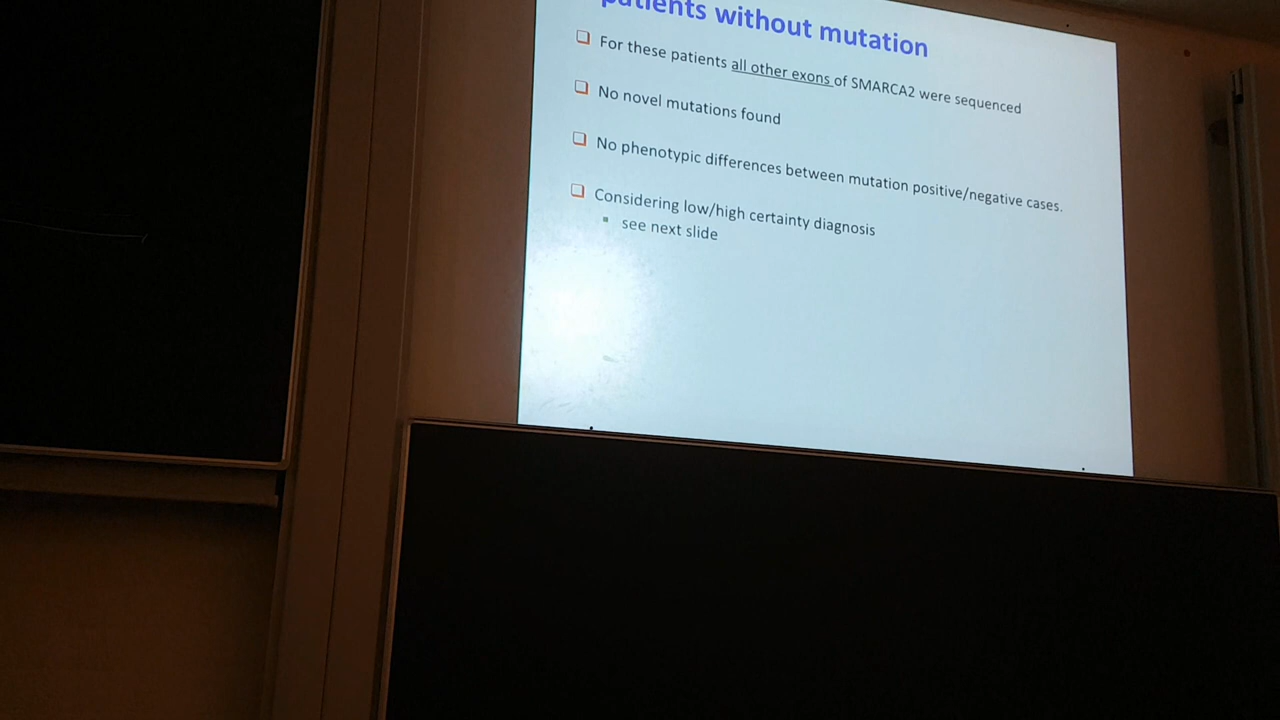 patients without mutation
For these patients all other exons of SMARCA2 were sequenced
No novel mutations found
No phenotypic differences between mutation positive/negative cases.
Considering low/high certainty diagnosis
see next slide